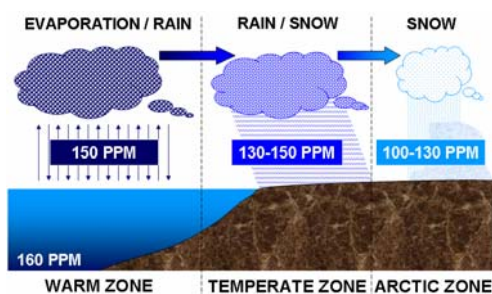 EVAPORATION / RAIN
RAIN / SNOW
SNOW
150 PPM
130-150 PPM
100-130 PPM
160 PPM
WARM ZONE
TEMPERATE ZONE
ARCTIC ZONE